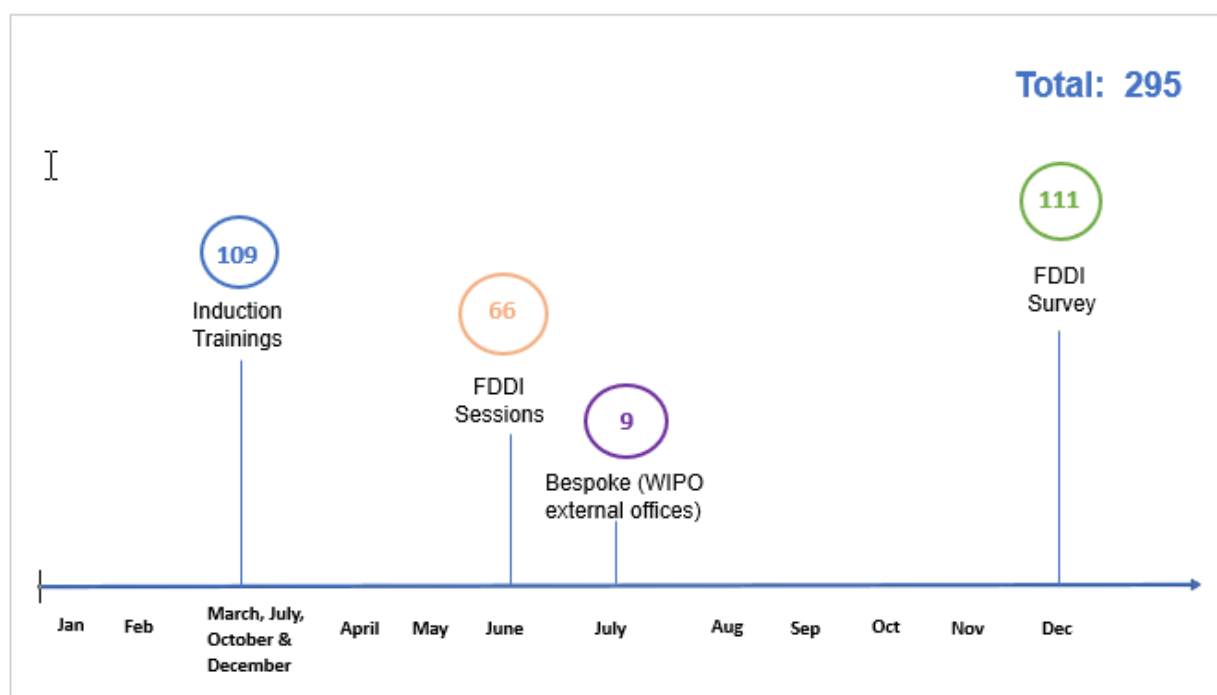 Total: 295
111
FDDI
Survey
109
Induction
Trainings
66
FDDI
Sessions
9
Bespoke (WIPO
external offices)
Jan
Feb
March, July,
October &
December
April
May
June
July
Aug
Sep
Oct
Nov
Dec